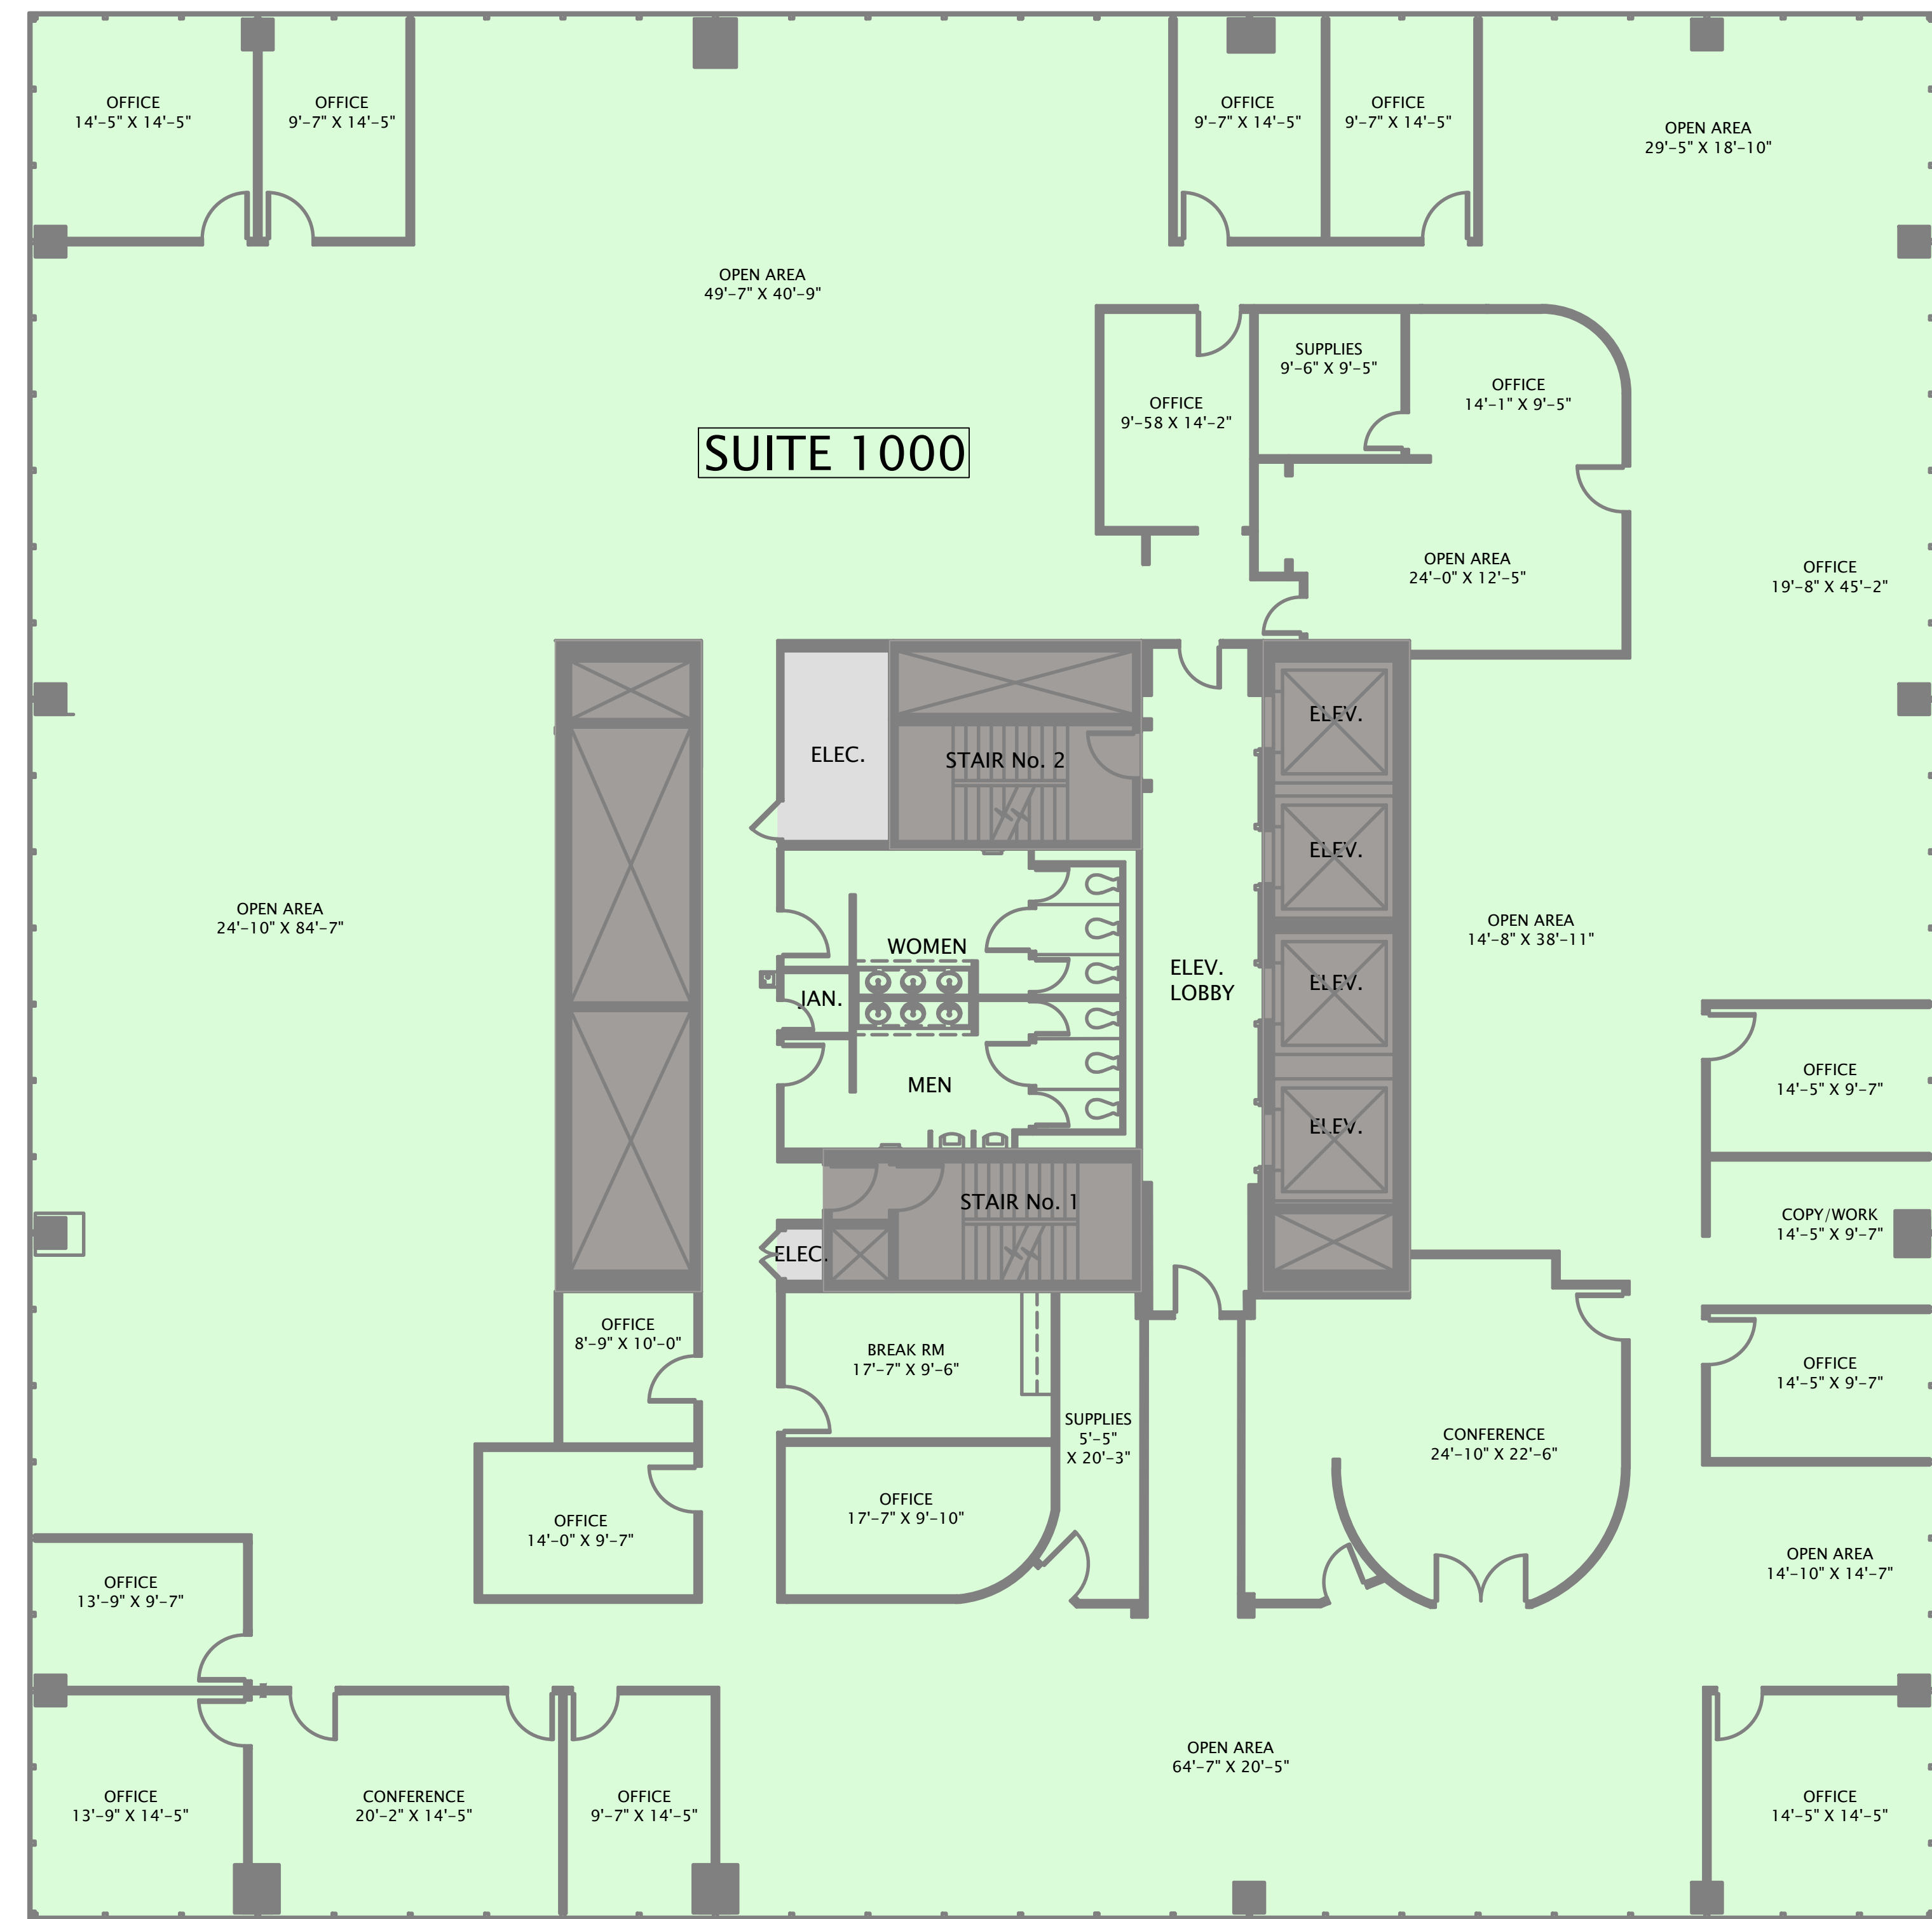 OFFICE
14'-5" X 14'-5"
OFFICE
9'-7" X 14'-5"
OFFICE
9'-7" X 14'-5"
OFFICE
9'-7" X 14'-5"
OPEN AREA
29'-5" X 18'-10"
OPEN AREA
49'-7" X 40'-9"
SUPPLIES
9'-6" X 9'-5"
OFFICE
14'-1" X 9'-5"
OFFICE
9'-58 X 14'-2"
SUITE 1000
OPEN AREA
24'-0" X 12'-5"
OFFICE
19'-8" X 45'-2"
ELEV.
ELEC.
STAIR No. 2
ELEV.
OPEN AREA
24'-10" X 84'-7"
WOMEN
OPEN AREA
14'-8" X 38'-11"
ELEV.
LOBBY
ELEV.
JAN.
MEN
OFFICE
14'-5" X 9'-7"
ELEV.
STAIR No. 1
COPY/WORK
14'-5" X 9'-7"
ELEC.
OFFICE
8'-9" X 10'-0"
BREAK RM
17'-7" X 9'-6"
OFFICE
14'-5" X 9'-7"
SUPPLIES
5'-5"
X 20'-3"
CONFERENCE
24'-10" X 22'-6"
OFFICE
17'-7" X 9'-10"
OFFICE
14'-0" X 9'-7"
OPEN AREA
14'-10" X 14'-7"
OFFICE
13'-9" X 9'-7"
OPEN AREA
64'-7" X 20'-5"
OFFICE
13'-9" X 14'-5"
CONFERENCE
20'-2" X 14'-5"
OFFICE
9'-7" X 14'-5"
OFFICE
14'-5" X 14'-5"